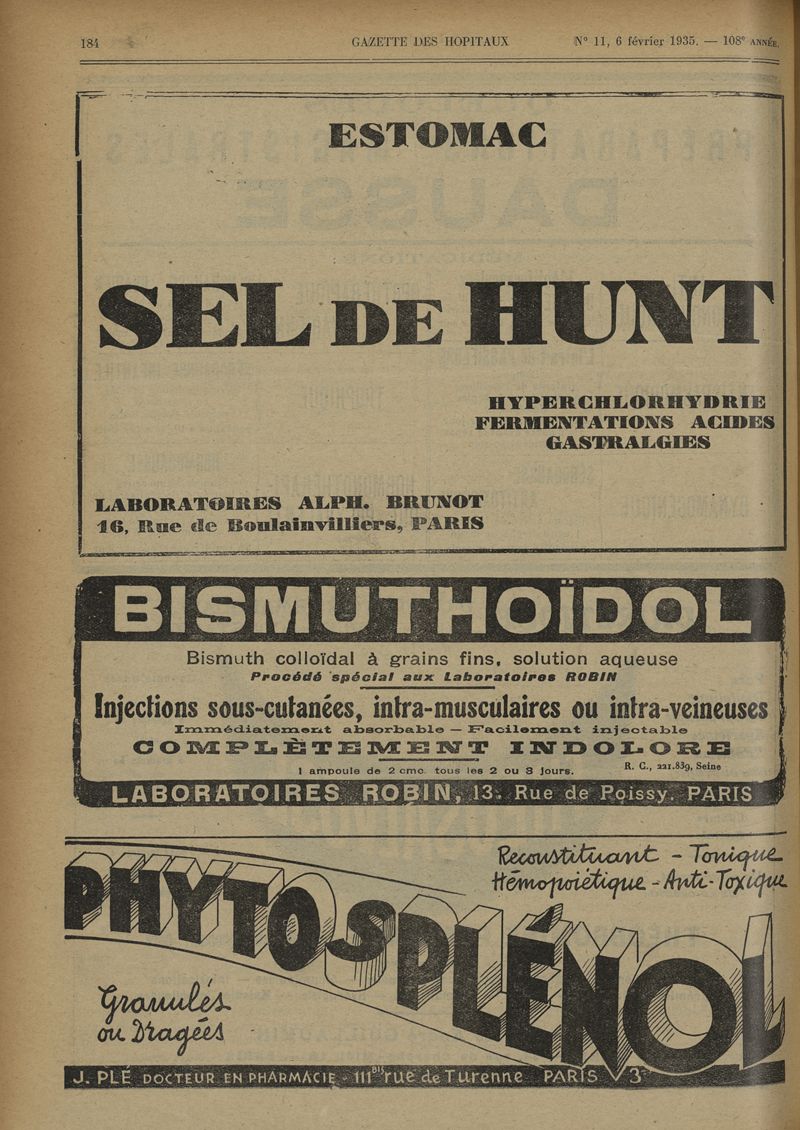 184
GAZETTE DES HOPITAUX
N° 11, 6 février 1935. — 108e ANNÉE.
ESTOMAC
SEL DE HUNT
HYPERCHLORHYDRIE
FERMENTATIONS ACIDES
GASTRALGIES
LABORATOIRES ALPH. BRUNOT
16, Rue de Boulainvilliers, PARIS
BISMUTHOÏDOL
Bismuth colloïdal à grains fins, solution aqueuse
Procédé spécial aux Laboratoires ROBIN
Injections sous-cutanées, intra-musculaires ou intra-veineuses
Immédiatement absorbable — Facilement injectable
COMPLÈTEMENT INDOLORE
1 ampoule de 2 cmc. tous les 2 ou 3 jours.
R. C., 221.839, Seine
LABORATOIRES ROBIN, 13, Rue de Poissy, PARIS
Reconstituant - Tonique
Hémopoiétique - Anti-Toxique
PHYTOSPLÉNOL
Granulés
ou Dragées
J. PLÉ DOCTEUR EN PHARMACIE - 111BIS rue de Turenne PARIS 3e